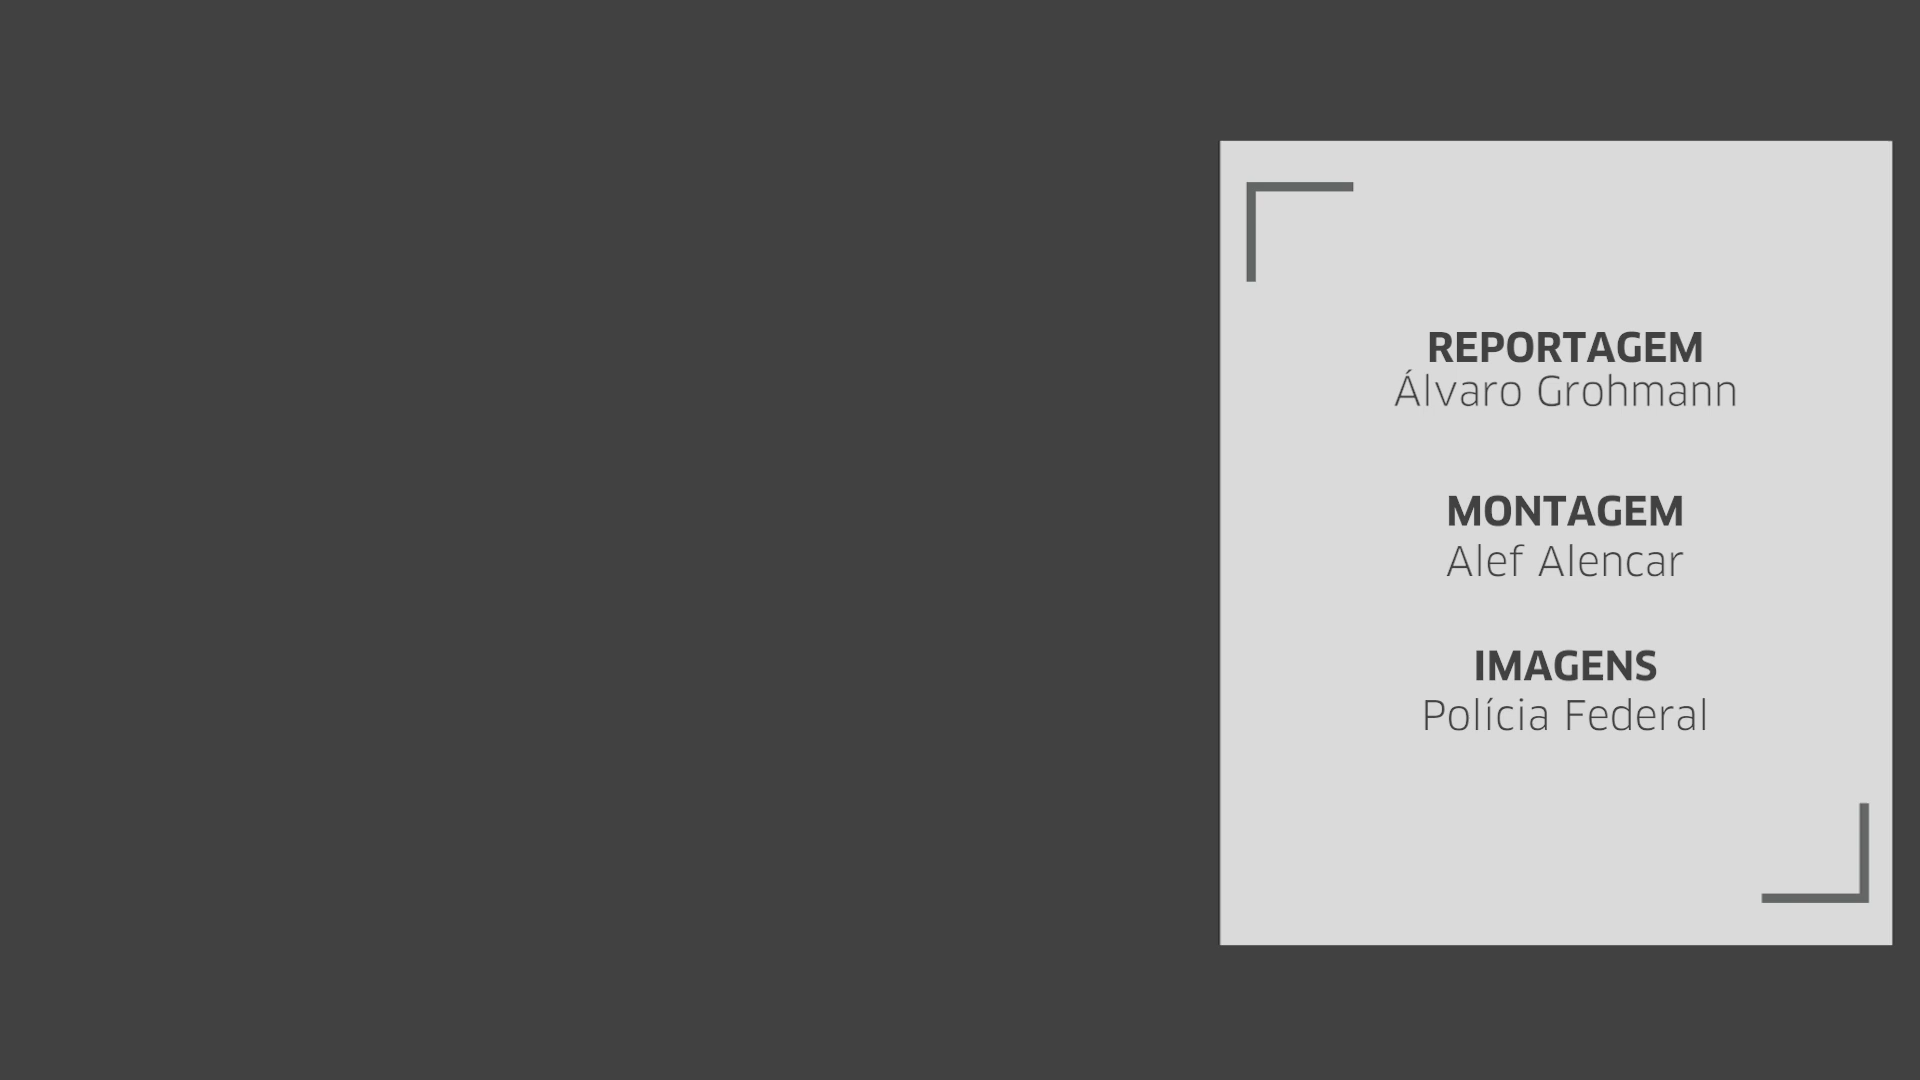 REPORTAGEM
Álvaro Grohmann
MONTAGEM
Alef Alencar
IMAGENS
Polícia Federal